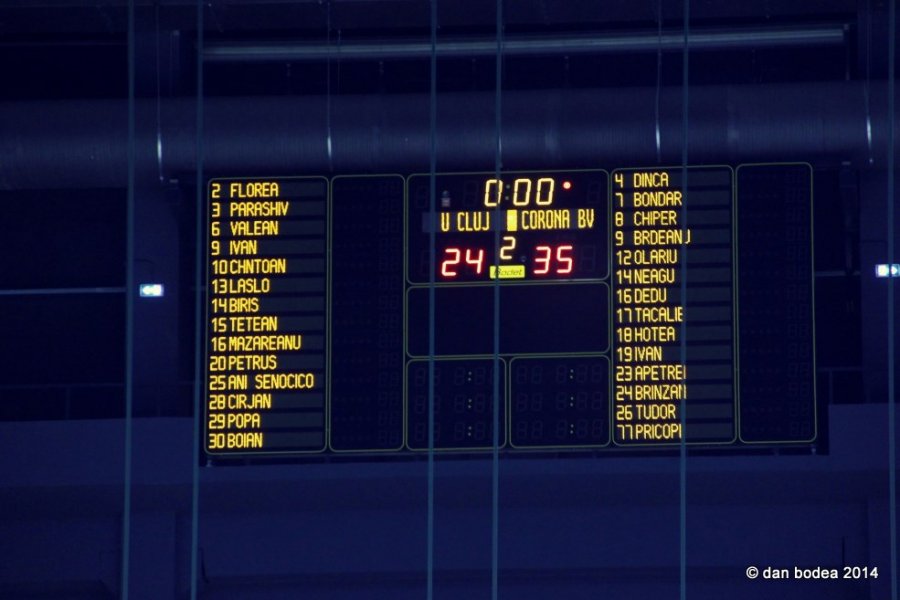 2 FLOREA
3 PARASHIV
6 VALEAN
9 IVAN
10 CHNTOAN
13 LASLO
14 BIRIS
15 TETEAN
16 MAZAREANU
20 PETRUS
25 ANI SENOCICO
28 CIRJAN
29 POPA
30 BOIAN
0:00
U CLUJ CORONA BV
2
24 35
Bodet
4 DINCA
7 BONDAR
8 CHIPER
9 BRDEANJ
12 OLARIU
14 NEAGU
16 DEDU
17 TACALIE
18 HOTEA
19 IVAN
23 APETREI
24 BRINZAN
26 TUDOR
77 PRICOPI
© dan bodea 2014